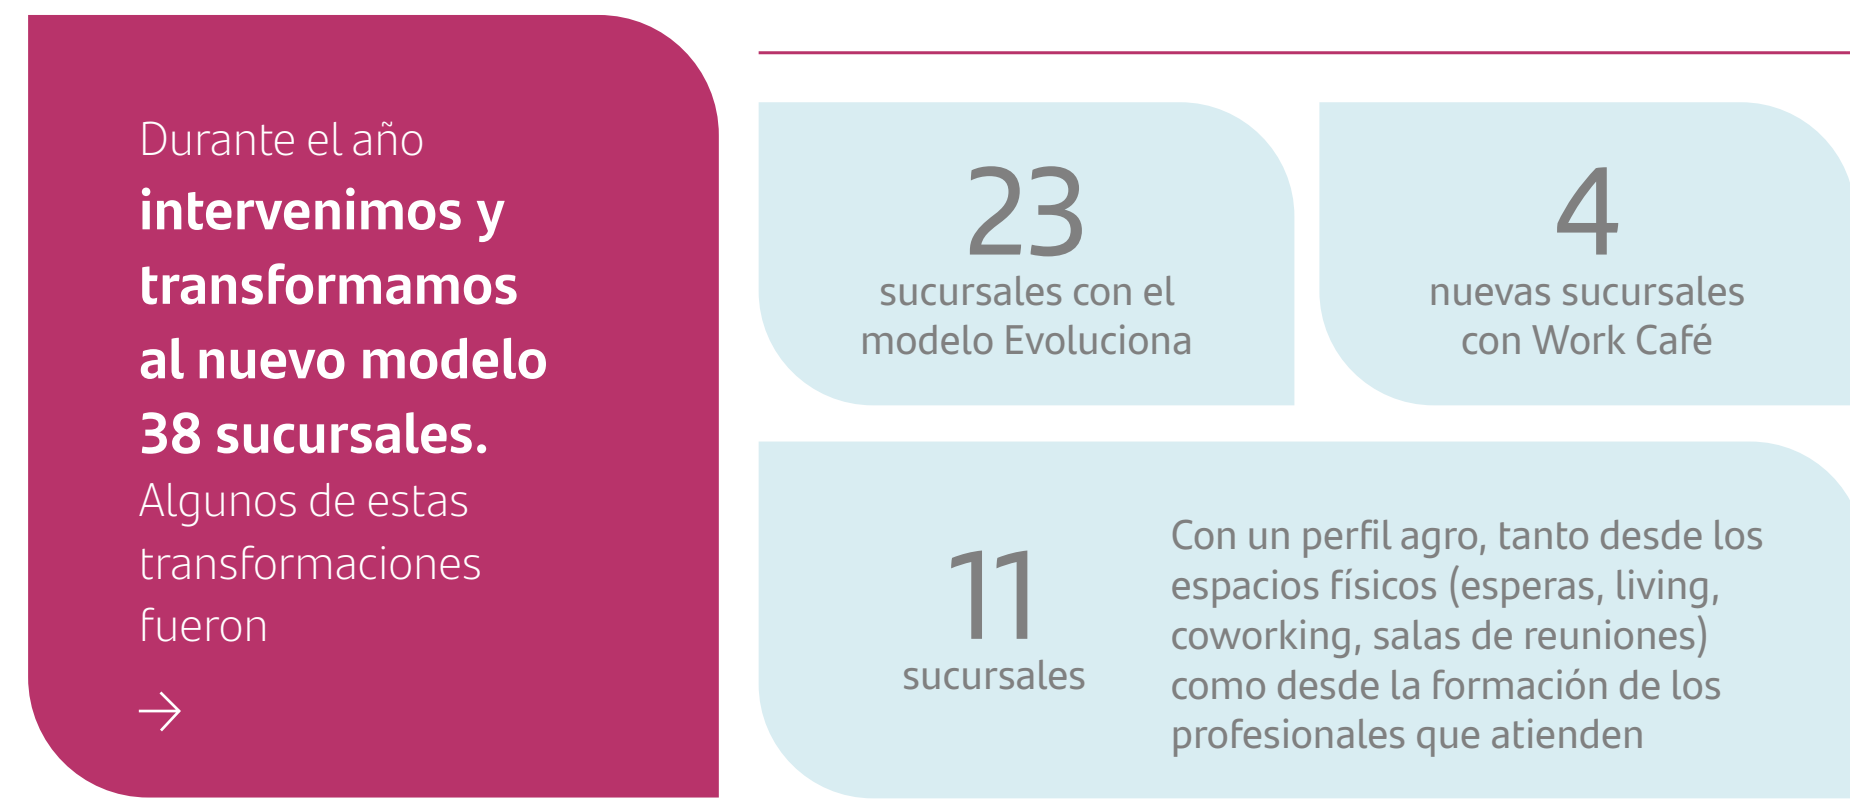 Durante el año
intervenimos y
transformamos
al nuevo modelo
38 sucursales.
Algunos de estas
transformaciones
fueron
23
sucursales con el
modelo Evoluciona
4
nuevas sucursales
con Work Café
11
sucursales
Con un perfil agro, tanto desde los
espacios físicos (esperas, living,
coworking, salas de reuniones)
como desde la formación de los
profesionales que atienden